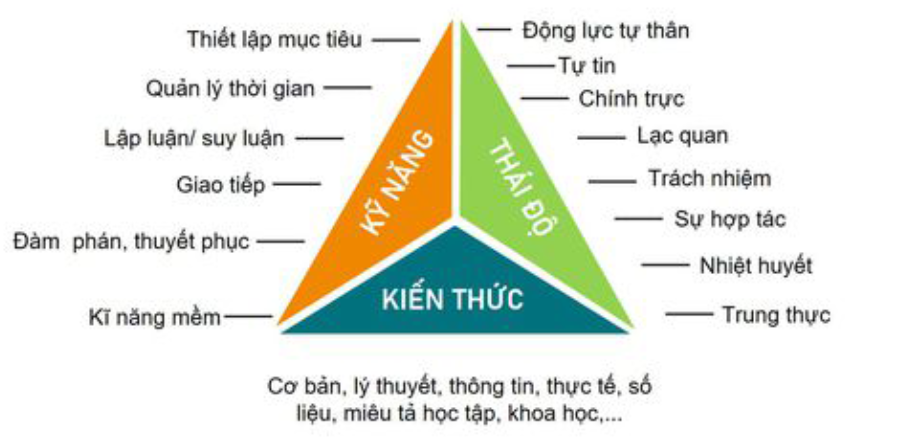 Thiết lập mục tiêu
Quản lý thời gian
Lập luận/ suy luận
Giao tiếp
Đàm phán, thuyết phục
Kĩ năng mềm
KỸ NĂNG
THÁI ĐỘ
KIẾN THỨC
Động lực tự thân
Tự tin
Chính trực
Lạc quan
Trách nhiệm
Sự hợp tác
Nhiệt huyết
Trung thực
Cơ bản, lý thuyết, thông tin, thực tế, số
liệu, miêu tả học tập, khoa học,...